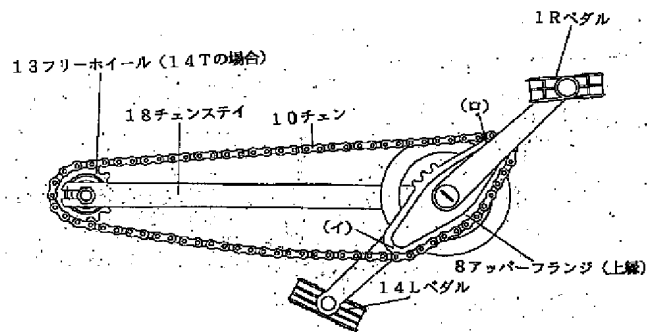 1Rペダル
13フリーホイール(14Tの場合)
(ロ)
18チェンステイ
10チェン
(イ)
8アッパーフランジ(上縁)
14Lペダル